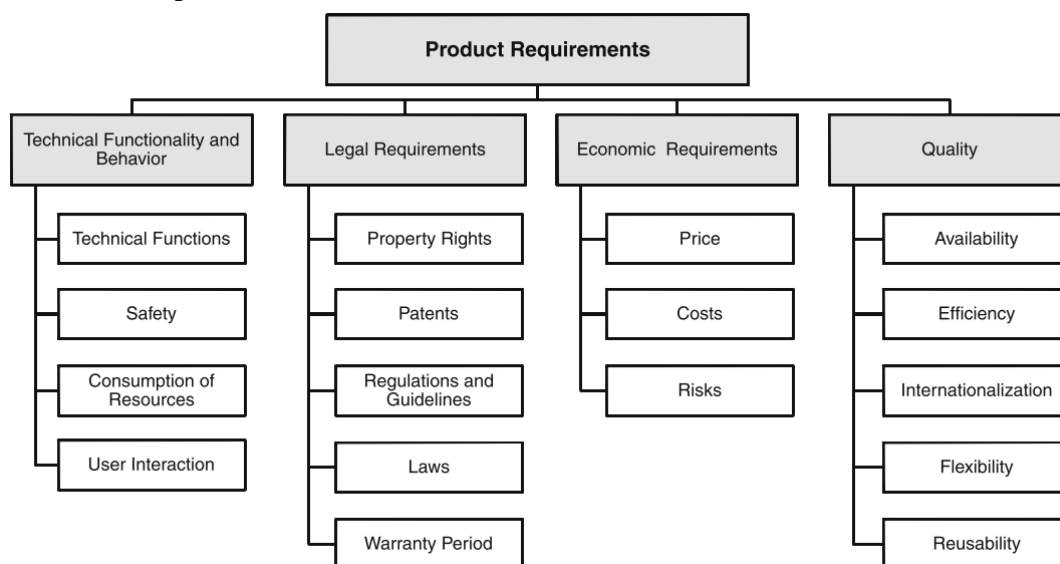 Product Requirements
Technical Functionality and
Behavior
Legal Requirements
Economic Requirements
Quality
Technical Functions
Safety
Consumption of
Resources
User Interaction
Property Rights
Patents
Regulations and
Guidelines
Laws
Warranty Period
Price
Costs
Risks
Availability
Efficiency
Internationalization
Flexibility
Reusability